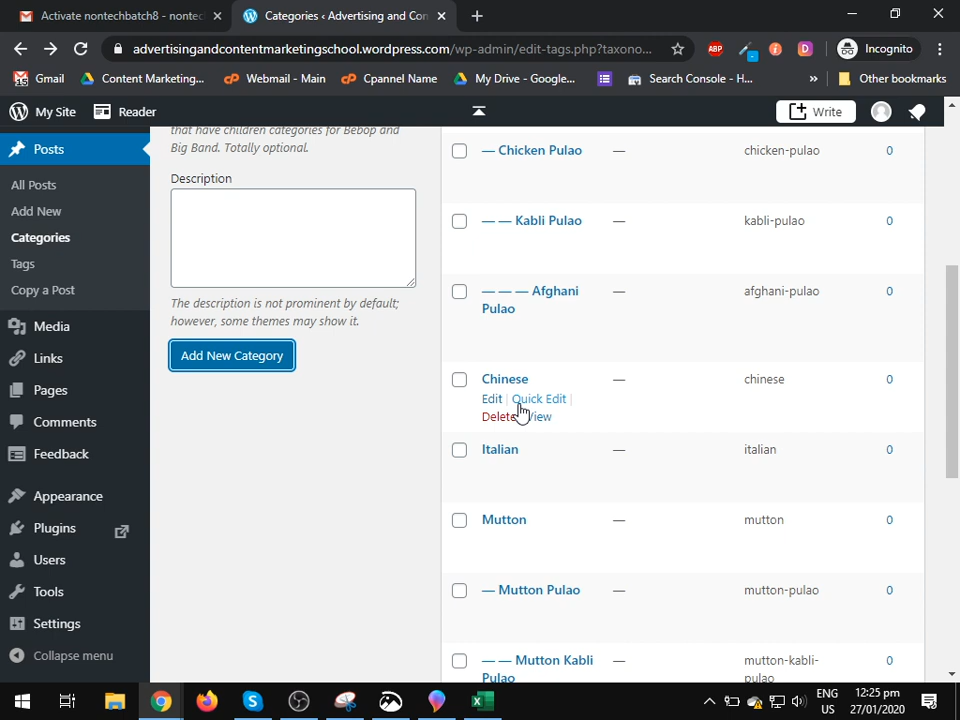 Activate nontechbatch8 - nontec
Categories ‹ Advertising and Con
advertisingandcontentmarketingschool.wordpress.com/wp-admin/edit-tags.php?taxono...
ABP
D
Incognito
Gmail
Content Marketing...
Webmail - Main
Cpannel Name
My Drive - Google...
Search Console - H...
»
Other bookmarks
My Site
Reader
Write
Posts
All Posts
Add New
Categories
Tags
Copy a Post
Media
Links
Pages
Comments
Feedback
Appearance
Plugins
Users
Tools
Settings
Collapse menu
that have children categories for Bebop and
Big Band. Totally optional.
Description
The description is not prominent by default;
however, some themes may show it.
Add New Category
— Chicken Pulao — chicken-pulao 0
— — Kabli Pulao — kabli-pulao 0
— — — Afghani — afghani-pulao 0
Pulao
Chinese — chinese 0
Edit | Quick Edit |
Delete View
Italian — italian 0
Mutton — mutton 0
— Mutton Pulao — mutton-pulao 0
— — Mutton Kabli — mutton-kabli- 0
Pulao pulao
ENG 12:25 pm
US 27/01/2020